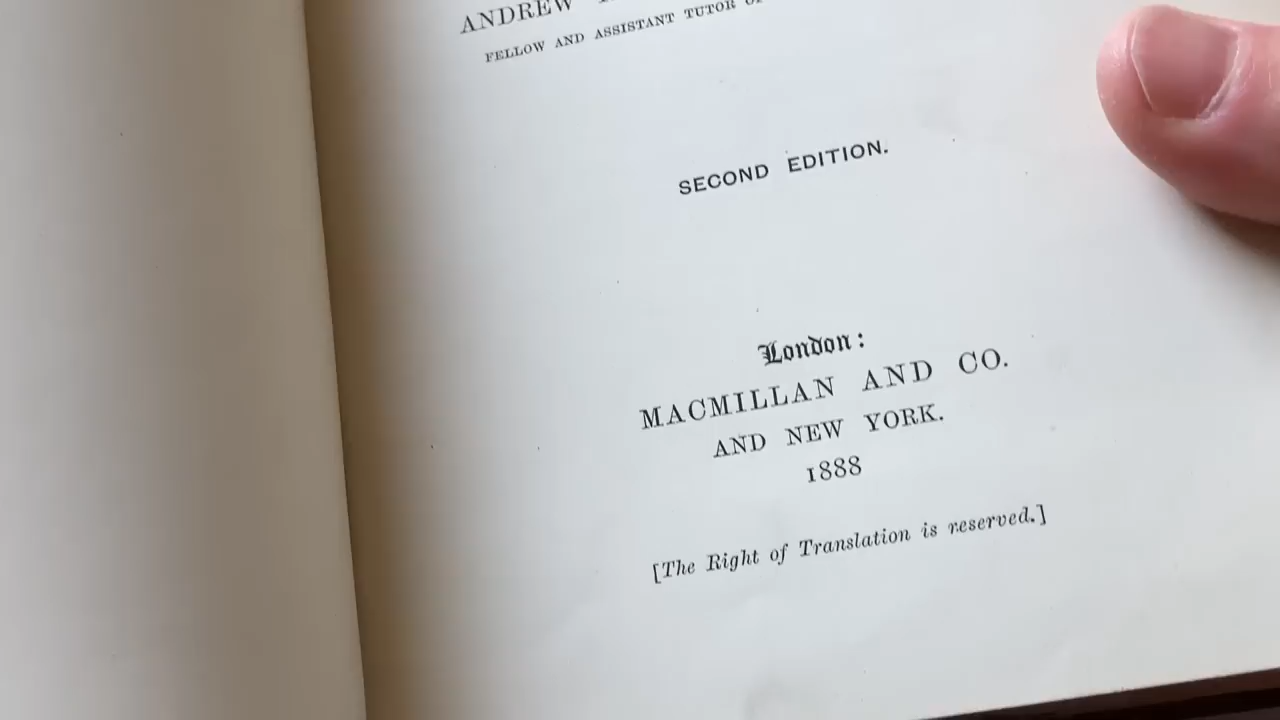 ANDREW
FELLOW AND ASSISTANT TUTOR
SECOND EDITION.
London:
MACMILLAN AND CO.
AND NEW YORK.
1888
[The Right of Translation is reserved.]